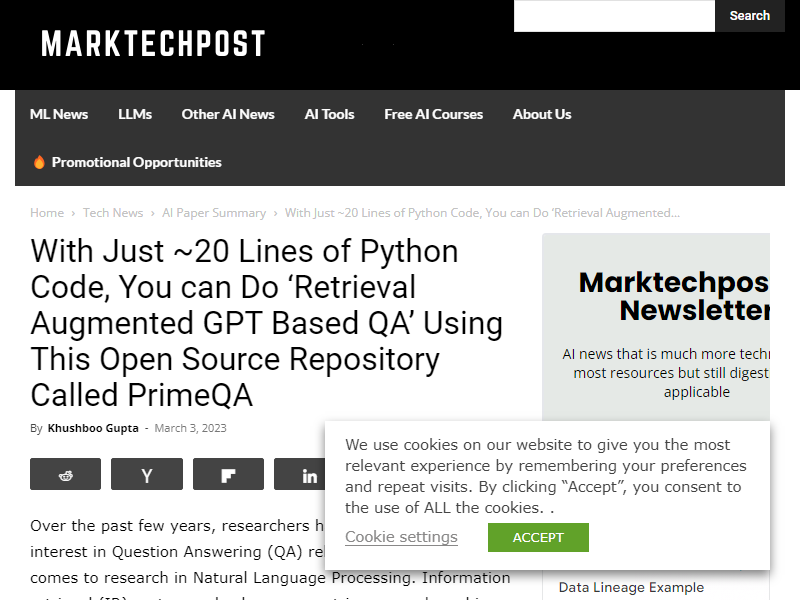 Search
MARKTECHPOST
ML News LLMs Other AI News AI Tools Free AI Courses About Us
Promotional Opportunities
Home › Tech News › AI Paper Summary › With Just ~20 Lines of Python Code, You can Do ‘Retrieval Augmented...
With Just ~20 Lines of Python
Code, You can Do ‘Retrieval
Augmented GPT Based QA’ Using
This Open Source Repository
Called PrimeQA
By Khushboo Gupta - March 3, 2023
Over the past few years, researchers h
interest in Question Answering (QA) rel
comes to research in Natural Language Processing. Information
Marktechpos
Newsletter
AI news that is much more techn
most resources but still digest
applicable
We use cookies on our website to give you the most
relevant experience by remembering your preferences
and repeat visits. By clicking “Accept”, you consent to
the use of ALL the cookies. .
Cookie settings ACCEPT
Data Lineage Example